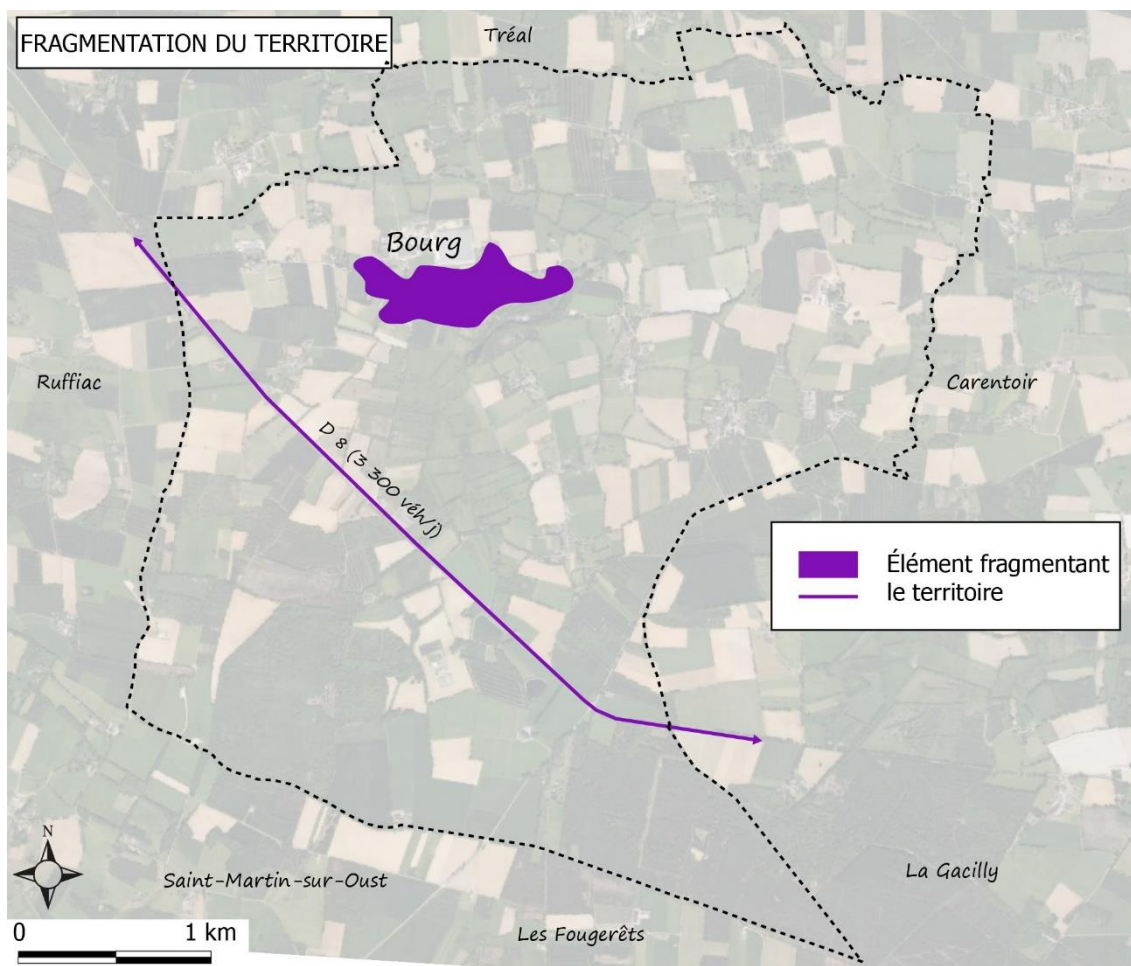 FRAGMENTATION DU TERRITOIRE
Tréal
Bourg
Ruffiac
Carentoir
D 8 (3 300 véh/j)
Élément fragmentant
le territoire
N
Saint-Martin-sur-Oust
La Gacilly
Les Fougerêts
0 1 km